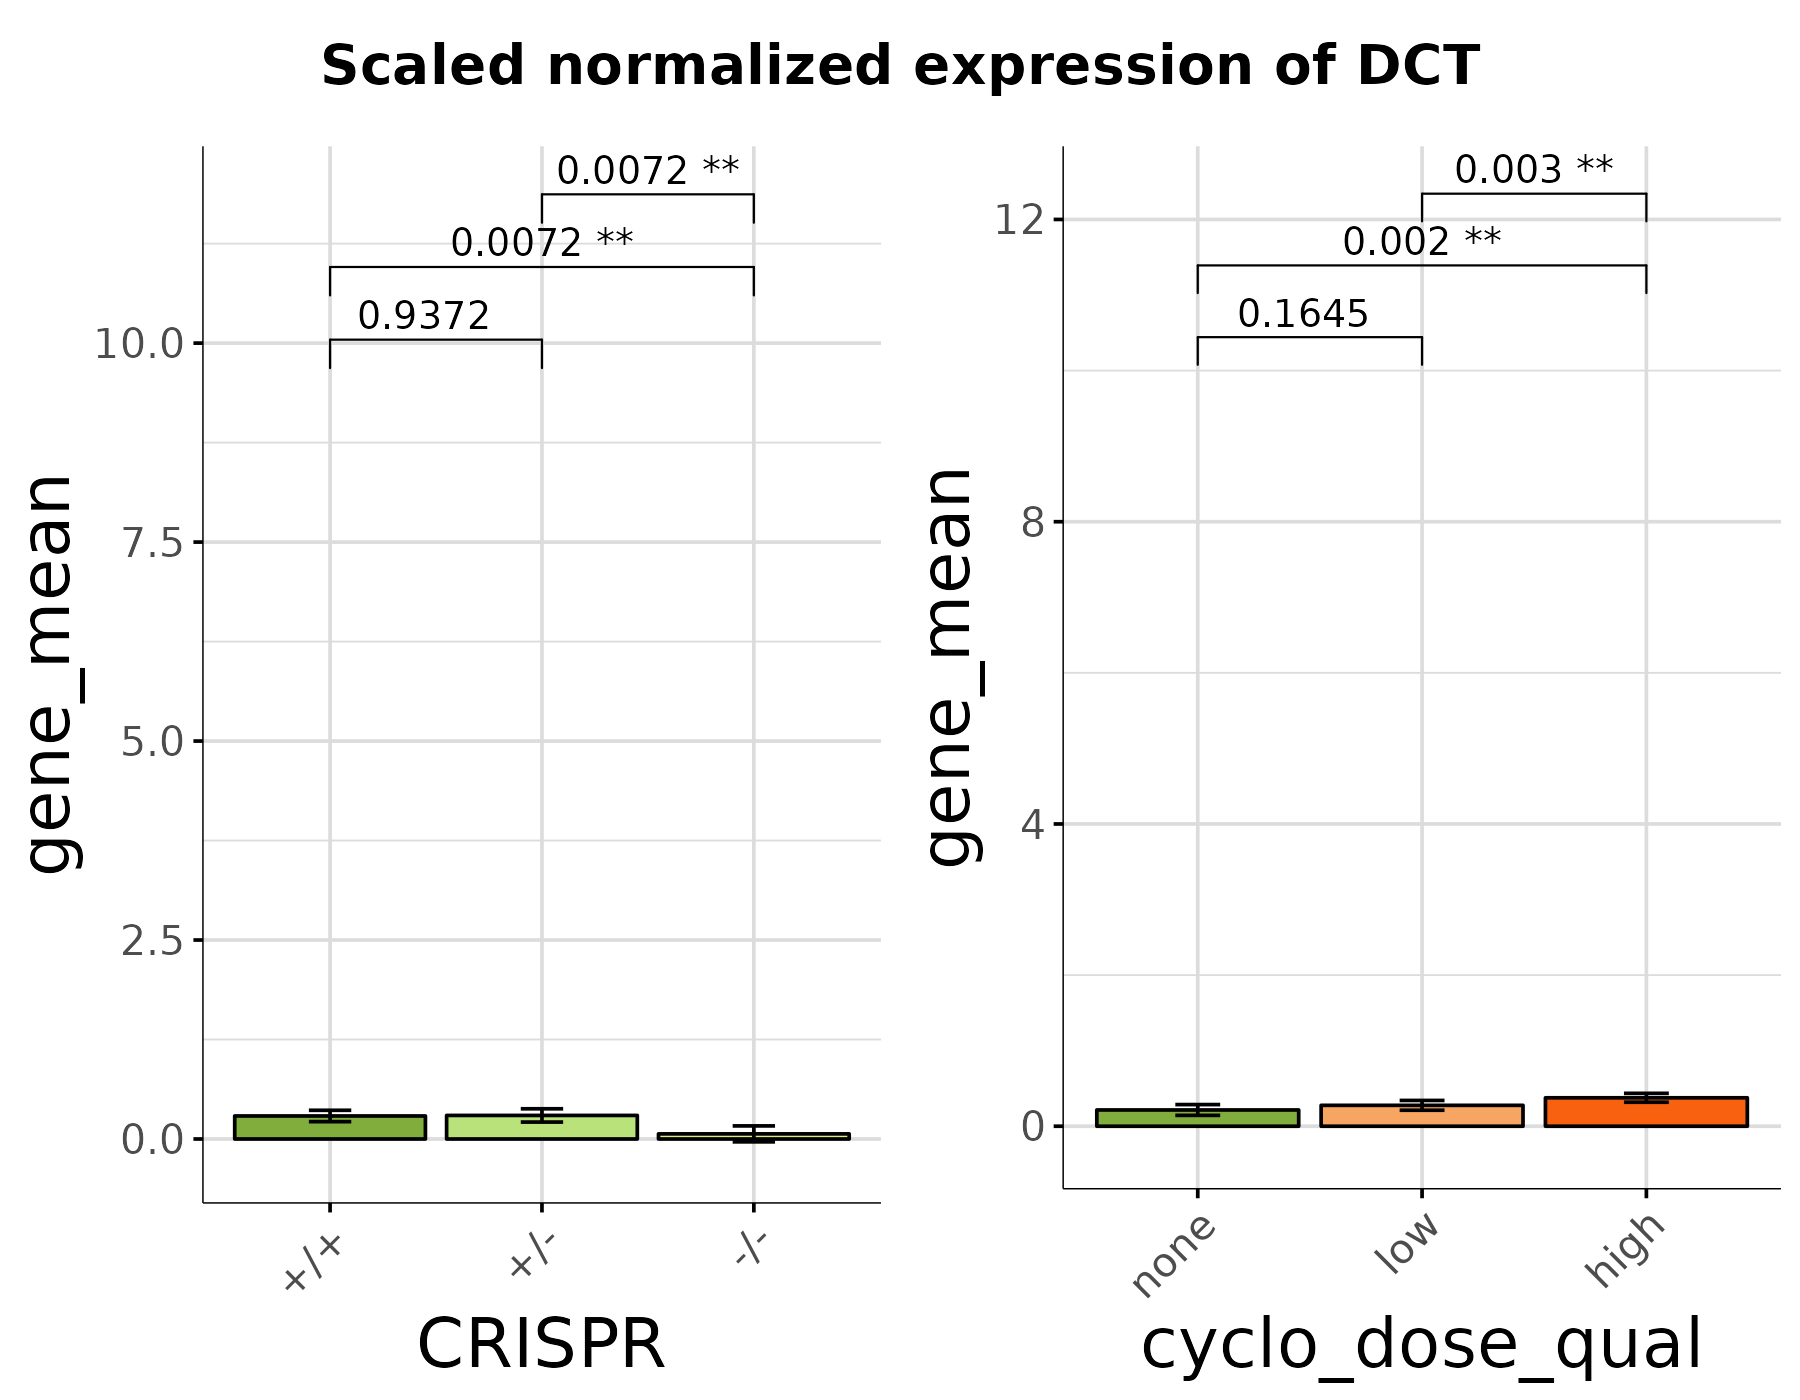 Scaled normalized expression of DCT
0.0072 **
0.0072 **
0.9372
10.0
7.5
5.0
2.5
0.0
gene_mean
+/+
+/-
-/-
CRISPR
0.003 **
0.002 **
0.1645
12
8
4
0
gene_mean
none
low
high
cyclo_dose_qual